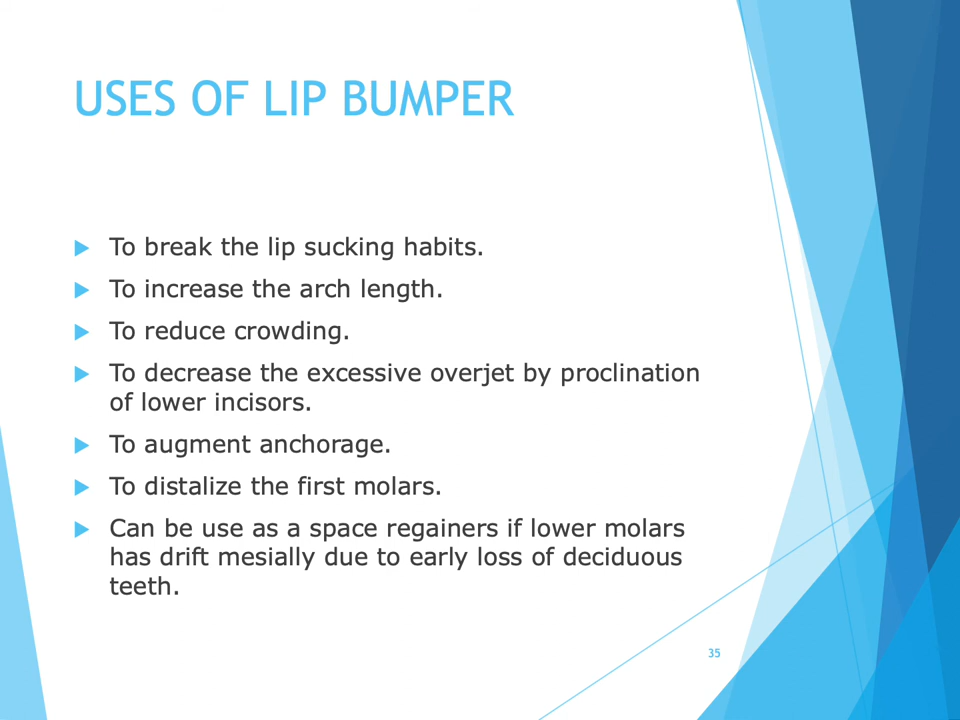 USES OF LIP BUMPER
To break the lip sucking habits.
To increase the arch length.
To reduce crowding.
To decrease the excessive overjet by proclination
of lower incisors.
To augment anchorage.
To distalize the first molars.
Can be use as a space regainers if lower molars
has drift mesially due to early loss of deciduous
teeth.
35